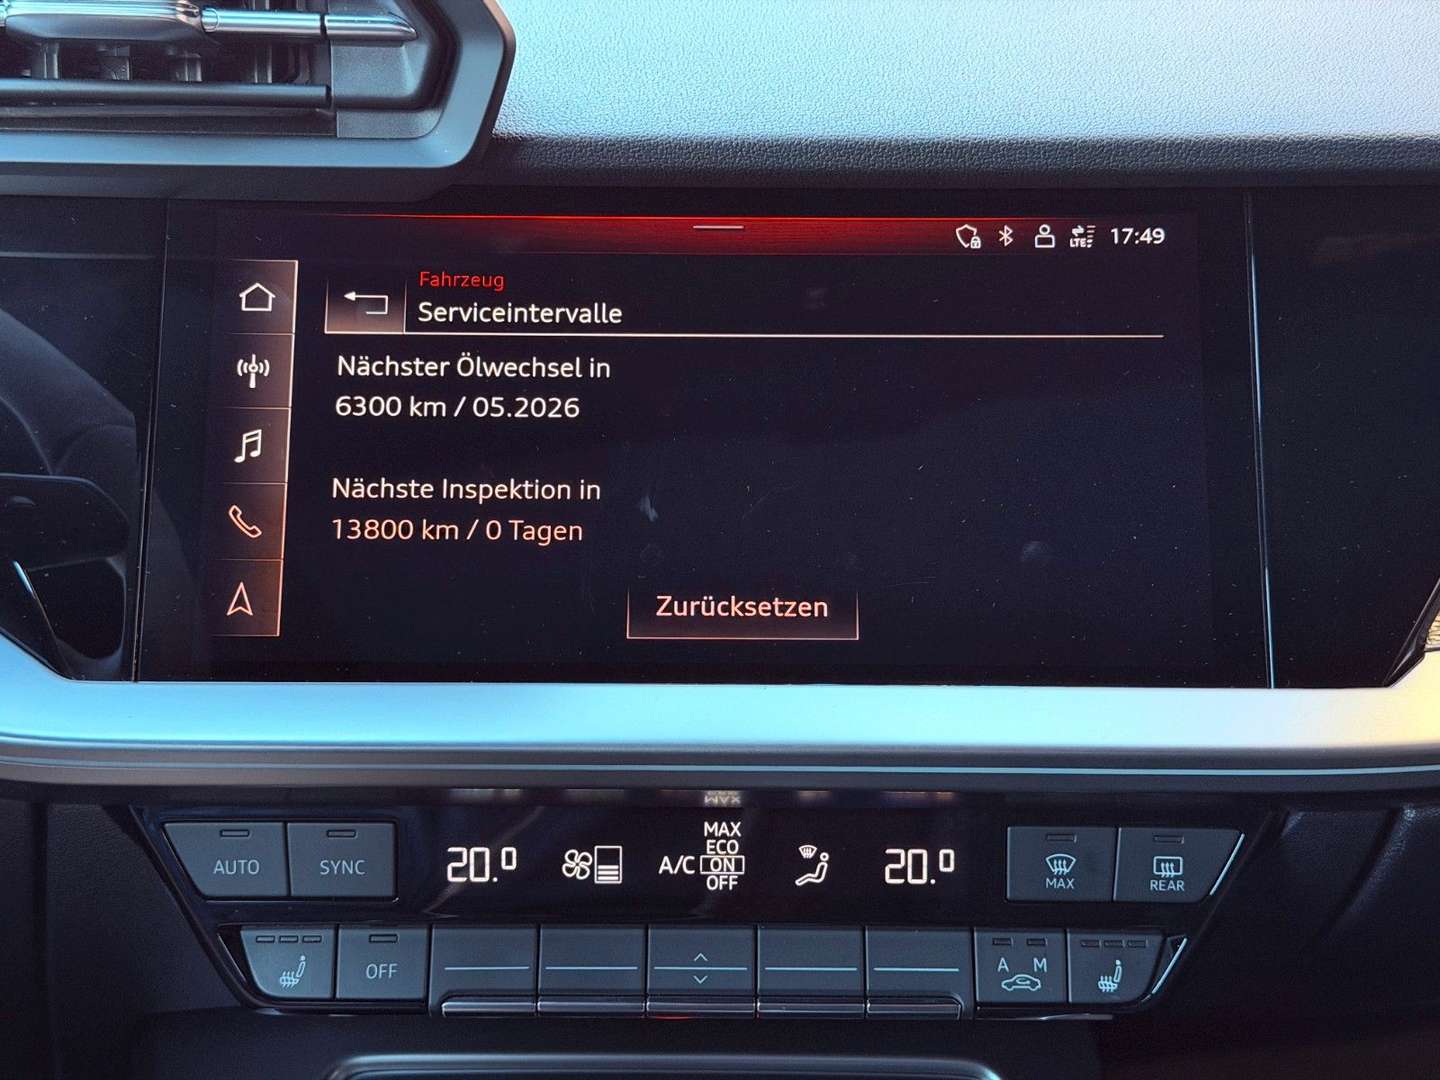 LTE 17:49
Fahrzeug
Serviceintervalle
Nächster Ölwechsel in
6300 km / 05.2026
Nächste Inspektion in
13800 km / 0 Tagen
Zurücksetzen
MAX
ECO
AUTO SYNC 20.0 A/C ON 20.0 MAX REAR
OFF
OFF A M